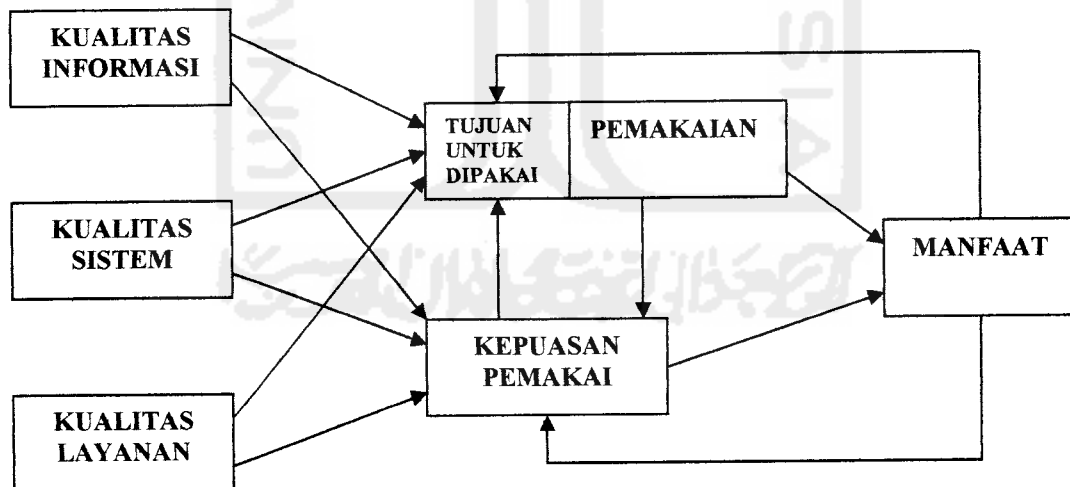 KUALITAS
INFORMASI
TUJUAN
UNTUK
DIPAKAI
PEMAKAIAN
KUALITAS
SISTEM
MANFAAT
KEPUASAN
PEMAKAI
KUALITAS
LAYANAN